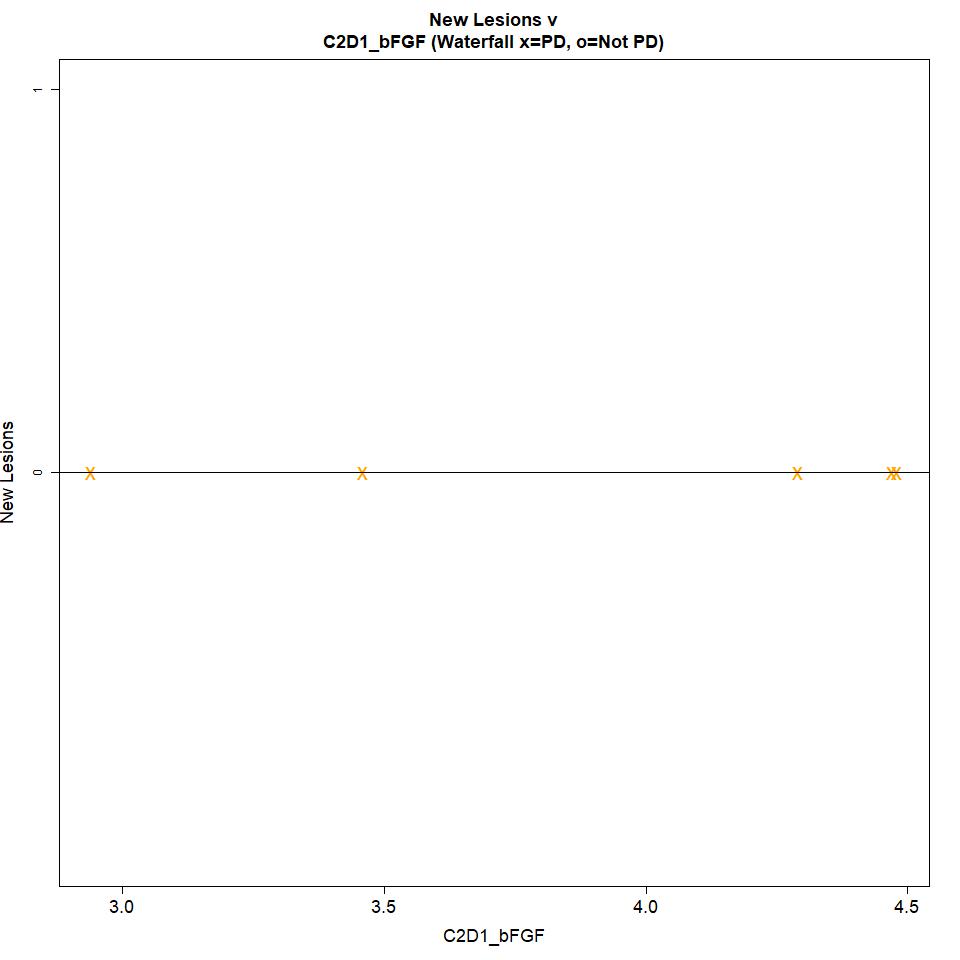 New Lesions v
C2D1_bFGF (Waterfall x=PD, o=Not PD)
1
New Lesions
0
X X X X X
3.0 3.5 4.0 4.5
C2D1_bFGF